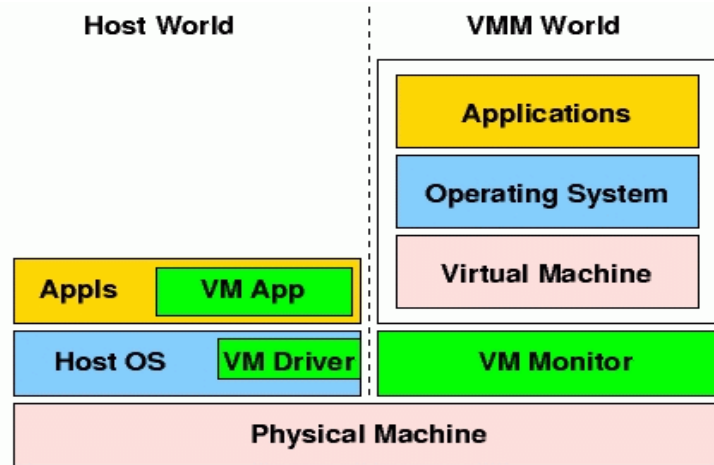 Host World
VMM World
Applications
Operating System
Virtual Machine
Appls
VM App
Host OS
VM Driver
VM Monitor
Physical Machine